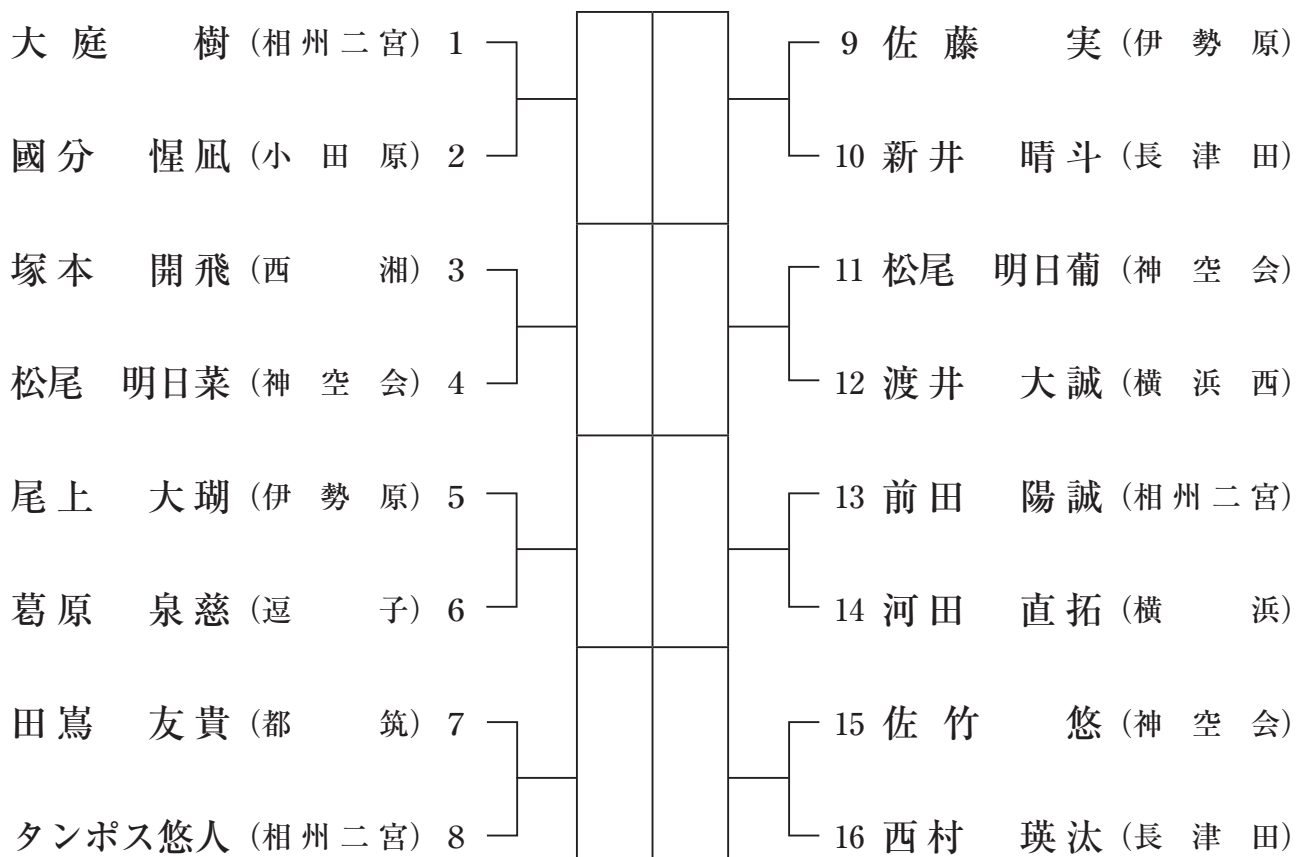 大庭 樹 (相州二宮) 1
國分 惺凪 (小田原) 2
塚本 開飛 (西湘) 3
松尾 明日菜 (神空会) 4
尾上 大瑚 (伊勢原) 5
葛原 泉慈 (逗子) 6
田嶌 友貴 (都筑) 7
タンポス悠人 (相州二宮) 8
9 佐藤 実 (伊勢原)
10 新井 晴斗 (長津田)
11 松尾 明日葡 (神空会)
12 渡井 大誠 (横浜西)
13 前田 陽誠 (相州二宮)
14 河田 直拓 (横浜)
15 佐竹 悠 (神空会)
16 西村 瑛汰 (長津田)